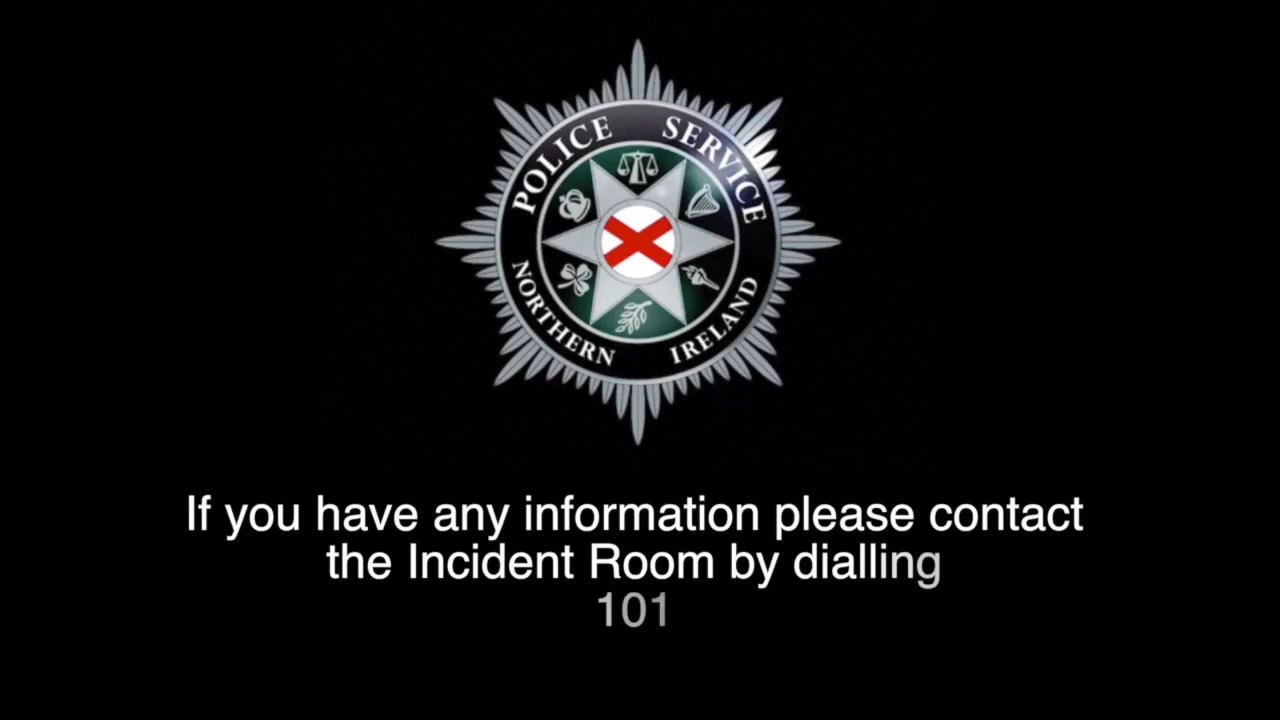 POLICE SERVICE
NORTHERN IRELAND
If you have any information please contact
the Incident Room by dialling
101